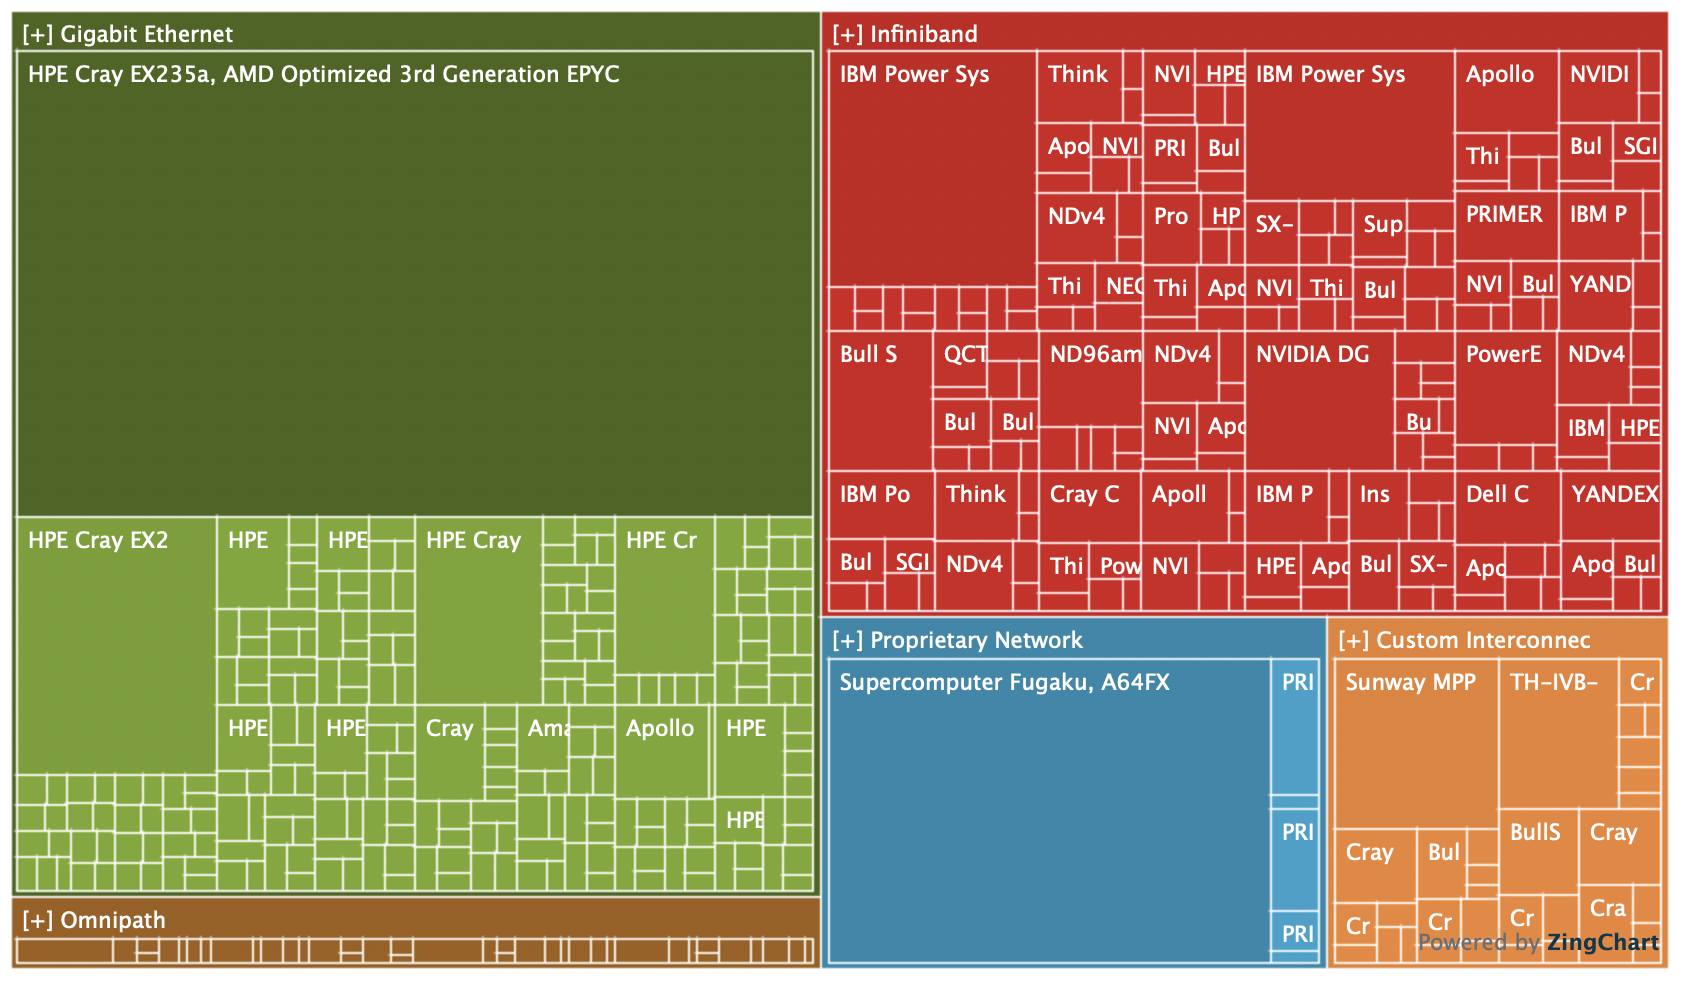 [+] Gigabit Ethernet
HPE Cray EX235a, AMD Optimized 3rd Generation EPYC
HPE Cray EX2
HPE
HPE
HPE Cray
HPE Cr
HPE
HPE
Cray
Ama
Apollo
HPE
HPE
[+] Omnipath
[+] Infiniband
IBM Power Sys
Think
NVI
HPE
IBM Power Sys
Apollo
NVIDI
Apo
NVI
PRI
Bul
Thi
Bul
SGI
NDv4
Pro
HP
SX-
Sup
PRIMER
IBM P
Thi
NEC
Thi
Apo
NVI
Thi
Bul
NVI
Bul
YAND
Bull S
QCT
ND96am
NDv4
NVIDIA DG
PowerE
NDv4
Bul
Bul
NVI
Apo
Bu
IBM
HPE
IBM Po
Think
Cray C
Apoll
IBM P
Ins
Dell C
YANDEX
Bul
SGI
NDv4
Thi
Pow
NVI
HPE
Apo
Bul
SX-
Apo
Apo
Bul
[+] Proprietary Network
Supercomputer Fugaku, A64FX
PRI
PRI
PRI
[+] Custom Interconnec
Sunway MPP
TH-IVB-
Cr
Cray
Bul
BullS
Cray
Cr
Cr
Cr
Cra
Powered by ZingChart